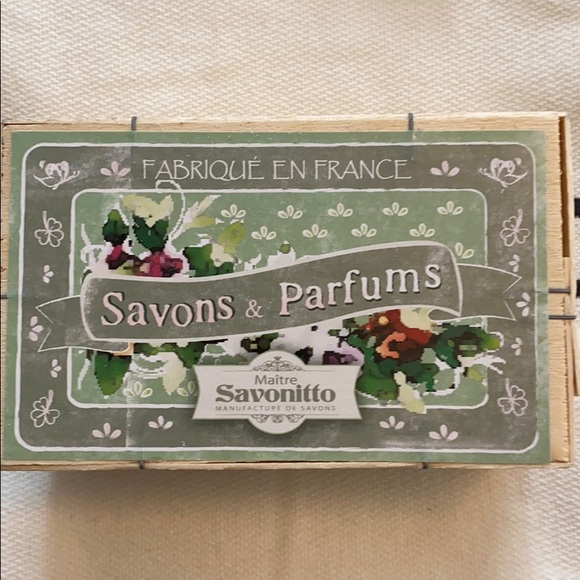 FABRIQUÉ EN FRANCE
Savons & Parfums
Maître
Savonitto
MANUFACTURE DE SAVONS